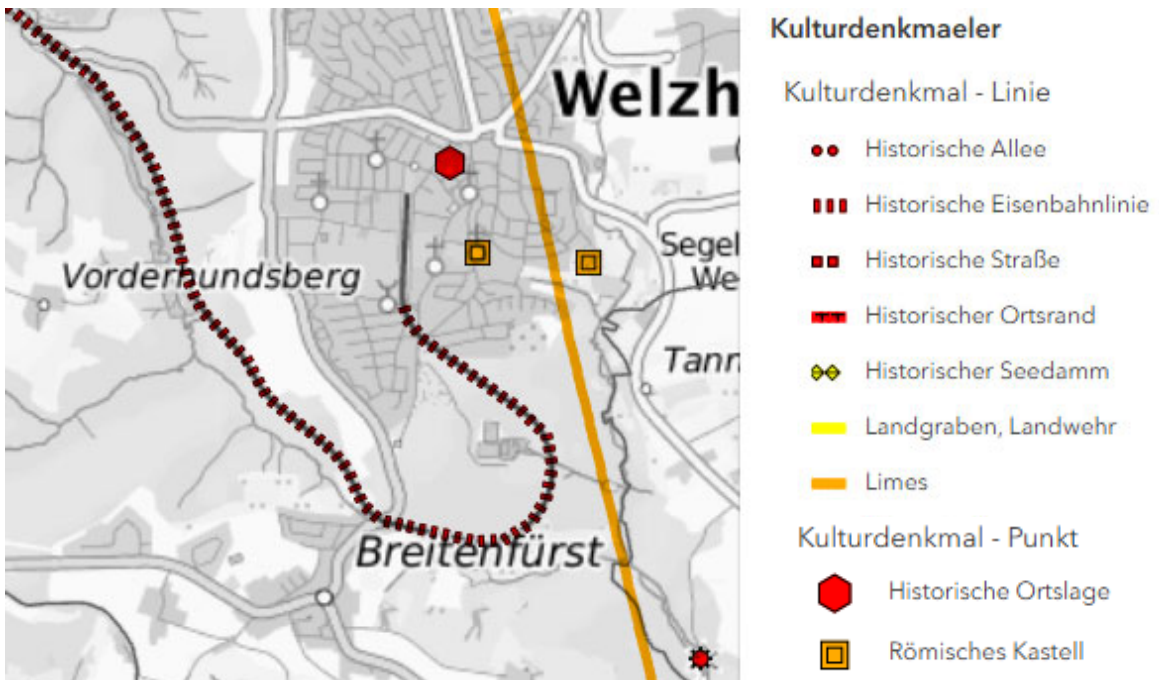 Welzh
Vorderhundsberg
Segel
We
Tann
Breitenfürst
Kulturdenkmaeler
Kulturdenkmal - Linie
Historische Allee
Historische Eisenbahnlinie
Historische Straße
Historischer Ortsrand
Historischer Seedamm
Landgraben, Landwehr
Limes
Kulturdenkmal - Punkt
Historische Ortslage
Römisches Kastell